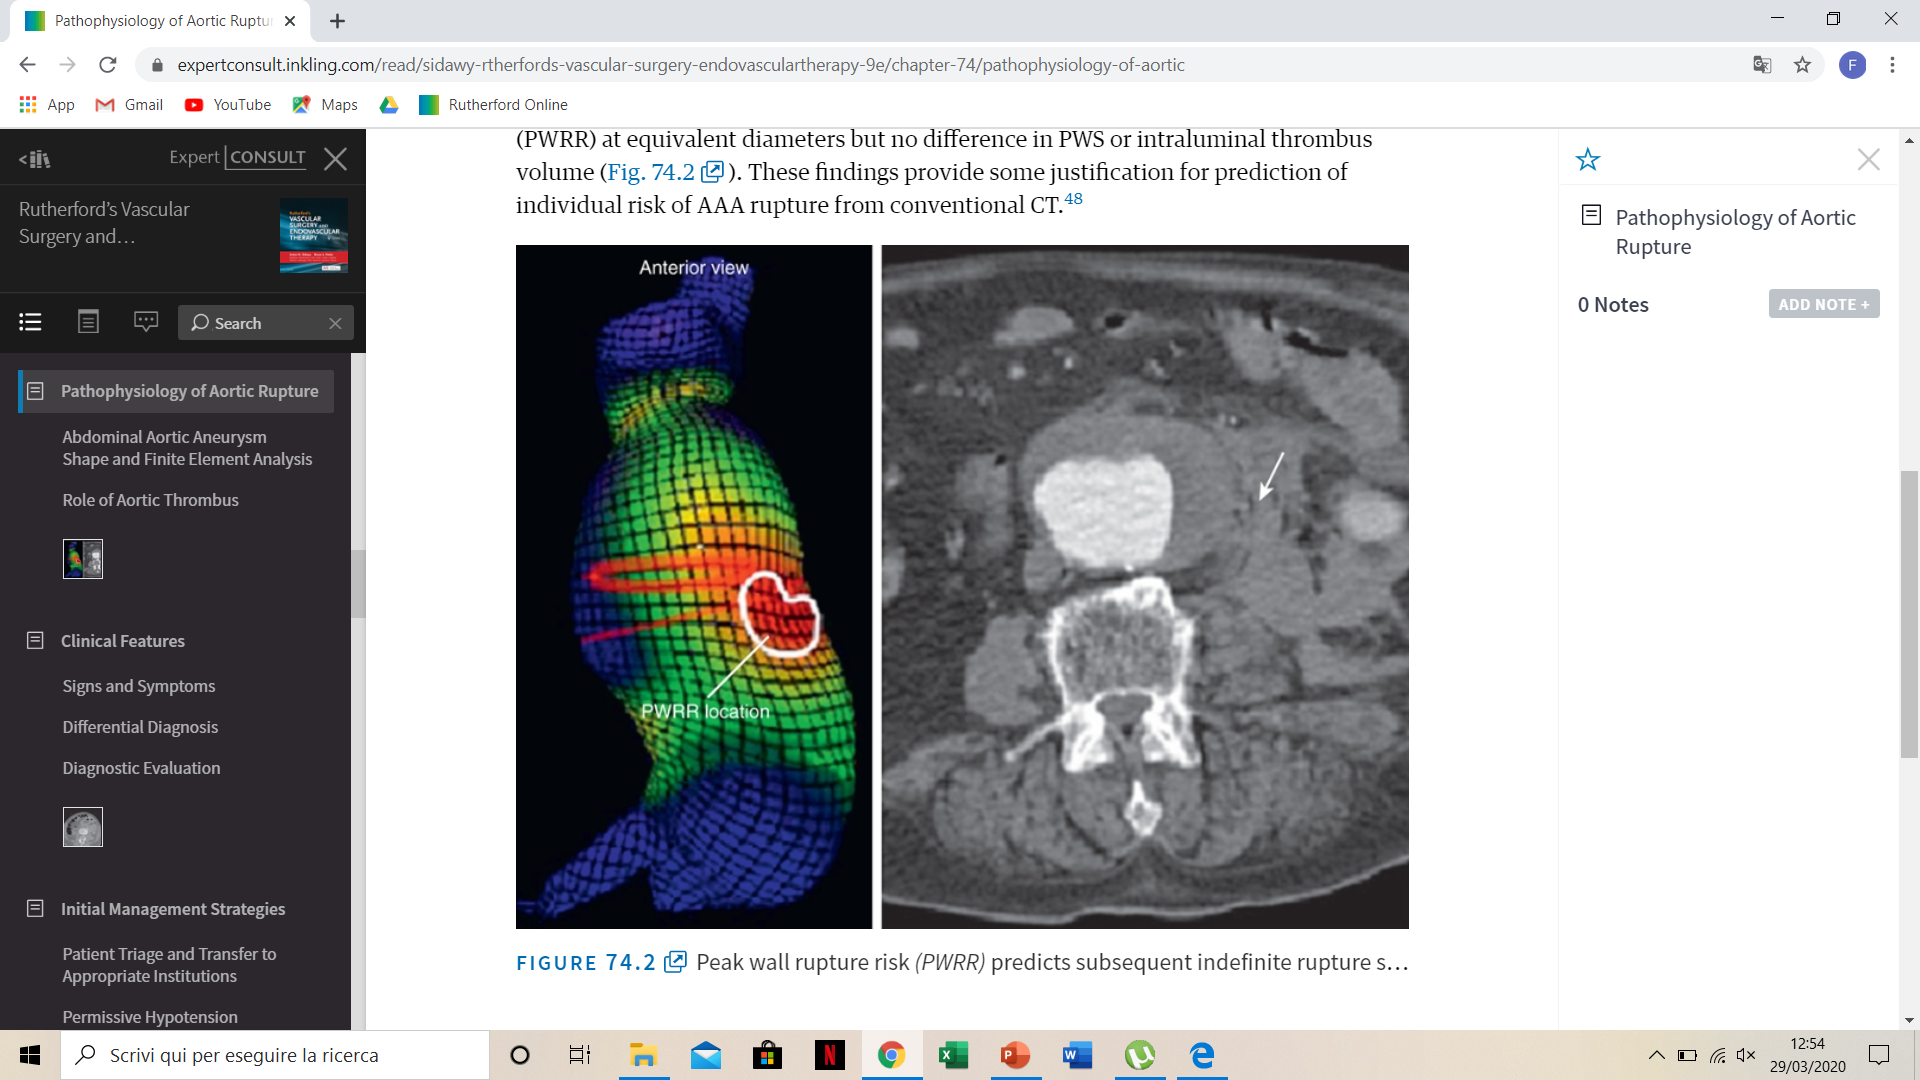 Pathophysiology of Aortic Ruptu
expertconsult.inkling.com/read/sidawy-rtherfords-vascular-surgery-endovasculartherapy-9e/chapter-74/pathophysiology-of-aortic
F
App
Gmail
YouTube
Maps
Rutherford Online
Expert CONSULT
Rutherford's Vascular
Surgery and…
VASCULAR
SURGERY AND
ENDOVASCULAR
THERAPY
Search
Pathophysiology of Aortic Rupture
Abdominal Aortic Aneurysm
Shape and Finite Element Analysis
Role of Aortic Thrombus
Clinical Features
Signs and Symptoms
Differential Diagnosis
Diagnostic Evaluation
Initial Management Strategies
Patient Triage and Transfer to
Appropriate Institutions
Permissive Hypotension
(PWRR) at equivalent diameters but no difference in PWS or intraluminal thrombus
volume (Fig. 74.2 ). These findings provide some justification for prediction of
individual risk of AAA rupture from conventional CT.48
Anterior view
PWRR location
FIGURE 74.2 Peak wall rupture risk (PWRR) predicts subsequent indefinite rupture s…
Pathophysiology of Aortic
Rupture
0 Notes
ADD NOTE +
Scrivi qui per eseguire la ricerca
12:54
29/03/2020